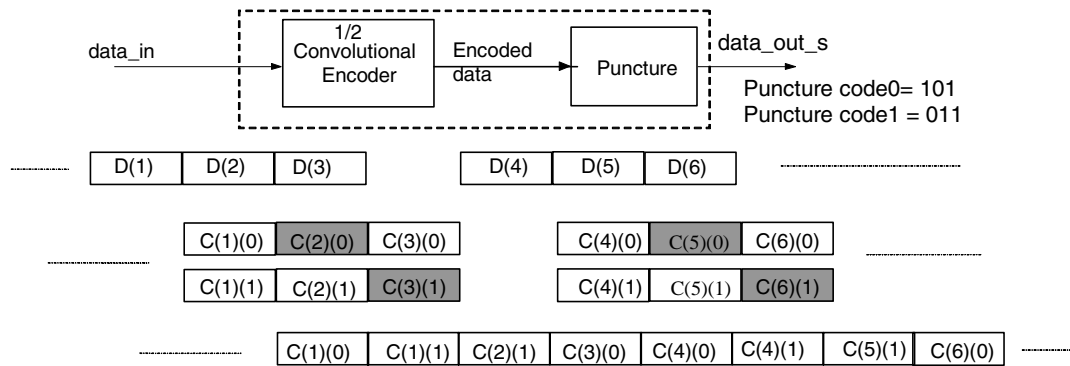 data_in
1/2
Convolutional
Encoder
Encoded
data
Puncture
data_out_s
Puncture code0= 101
Puncture code1 = 011
D(1) D(2) D(3) D(4) D(5) D(6)
C(1)(0) C(2)(0) C(3)(0) C(4)(0) C(5)(0) C(6)(0)
C(1)(1) C(2)(1) C(3)(1) C(4)(1) C(5)(1) C(6)(1)
C(1)(0) C(1)(1) C(2)(1) C(3)(0) C(4)(0) C(4)(1) C(5)(1) C(6)(0)